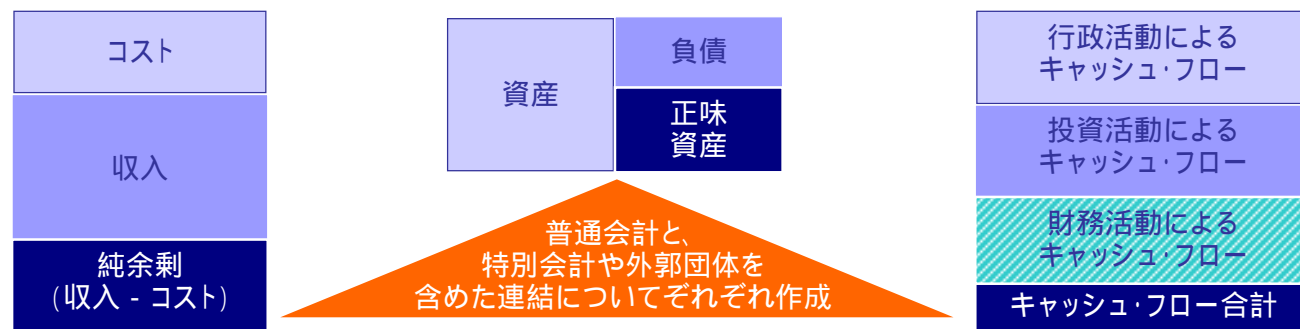 コスト
収入
純余剰
(収入 - コスト)
資産
負債
正味
資産
普通会計と、
特別会計や外郭団体を
含めた連結についてぞれぞれ作成
行政活動による
キャッシュ・フロー
投資活動による
キャッシュ・フロー
財務活動による
キャッシュ・フロー
キャッシュ・フロー合計